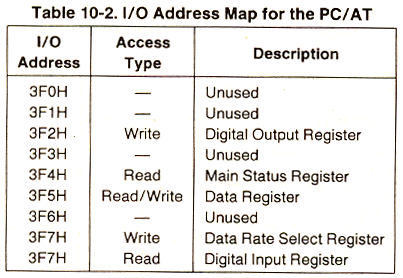 Table 10-2. I/O Address Map for the PC/AT
I/O Address Access Type Description
3F0H — Unused
3F1H — Unused
3F2H Write Digital Output Register
3F3H — Unused
3F4H Read Main Status Register
3F5H Read/Write Data Register
3F6H — Unused
3F7H Write Data Rate Select Register
3F7H Read Digital Input Register